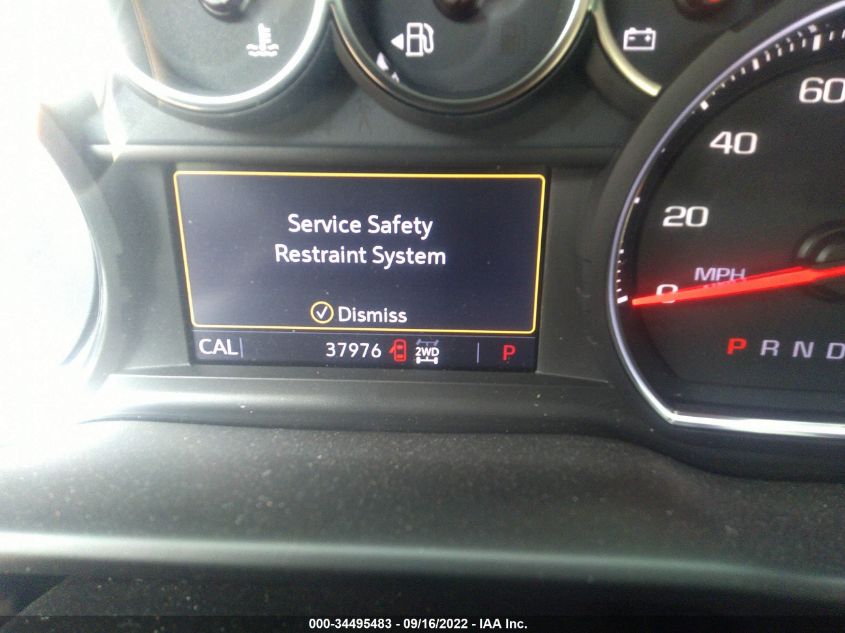 60
40
20
MPH
0
Service Safety
Restraint System
Dismiss
CAL
37976
2WD
P
P R N D
000-34495483 - 09/16/2022 - IAA Inc.